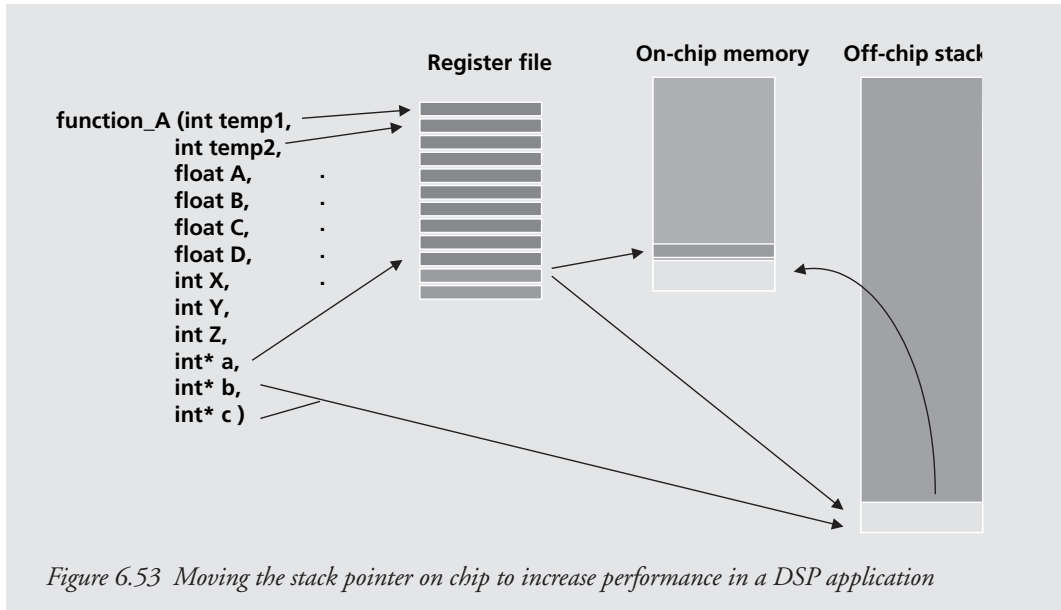 Register file
On-chip memory
Off-chip stack
function_A (int temp1,
int temp2,
float A,
float B,
float C,
float D,
int X,
int Y,
int Z,
int* a,
int* b,
int* c )
Figure 6.53 Moving the stack pointer on chip to increase performance in a DSP application